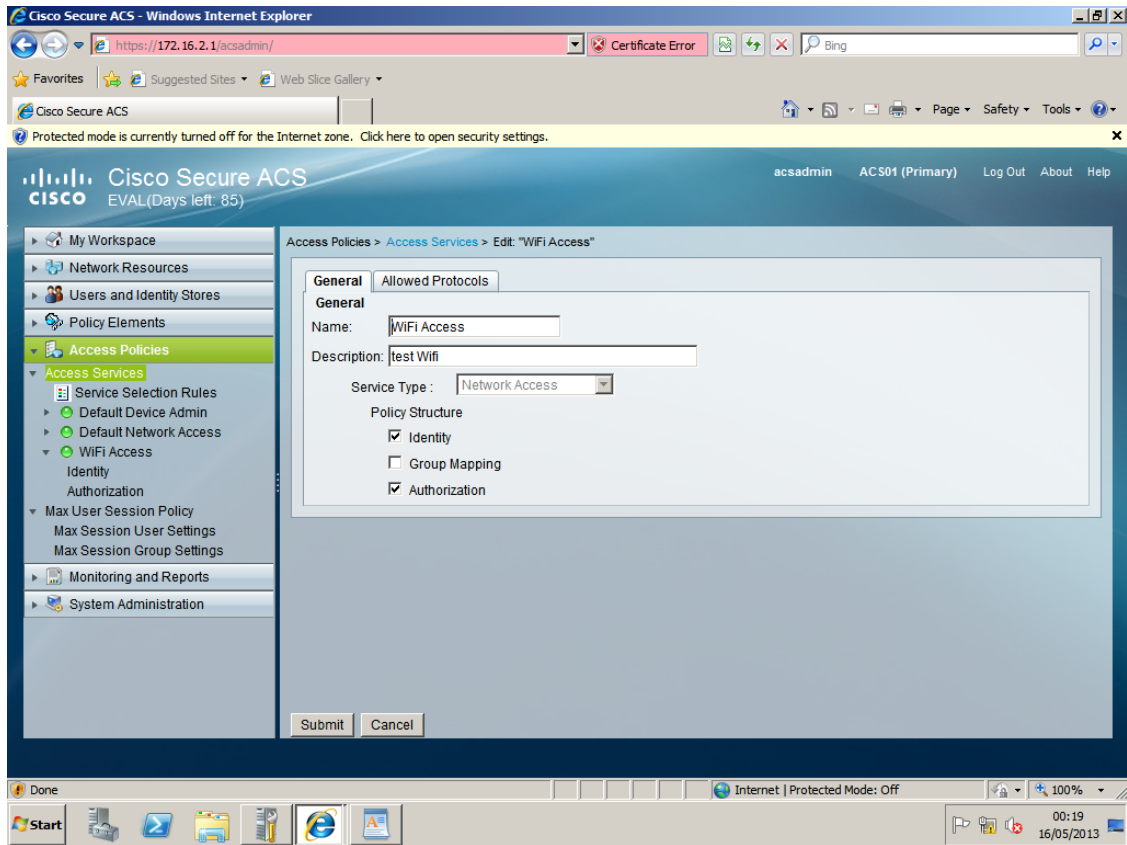 Cisco Secure ACS - Windows Internet Explorer
https://172.16.2.1/acsadmin/
Certificate Error
Bing
Favorites
Suggested Sites
Web Slice Gallery
Cisco Secure ACS
Page
Safety
Tools
Protected mode is currently turned off for the Internet zone. Click here to open security settings.
CISCO
Cisco Secure ACS
EVAL(Days left: 85)
acsadmin
ACS01 (Primary)
Log Out
About
Help
My Workspace
Network Resources
Users and Identity Stores
Policy Elements
Access Policies
Access Services
Service Selection Rules
Default Device Admin
Default Network Access
WiFi Access
Identity
Authorization
Max User Session Policy
Max Session User Settings
Max Session Group Settings
Monitoring and Reports
System Administration
Access Policies > Access Services > Edit: "WiFi Access"
General
Allowed Protocols
General
Name: WiFi Access
Description: test Wifi
Service Type : Network Access
Policy Structure
Identity
Group Mapping
Authorization
Submit
Cancel
Done
Internet | Protected Mode: Off
100%
Start
00:19
16/05/2013